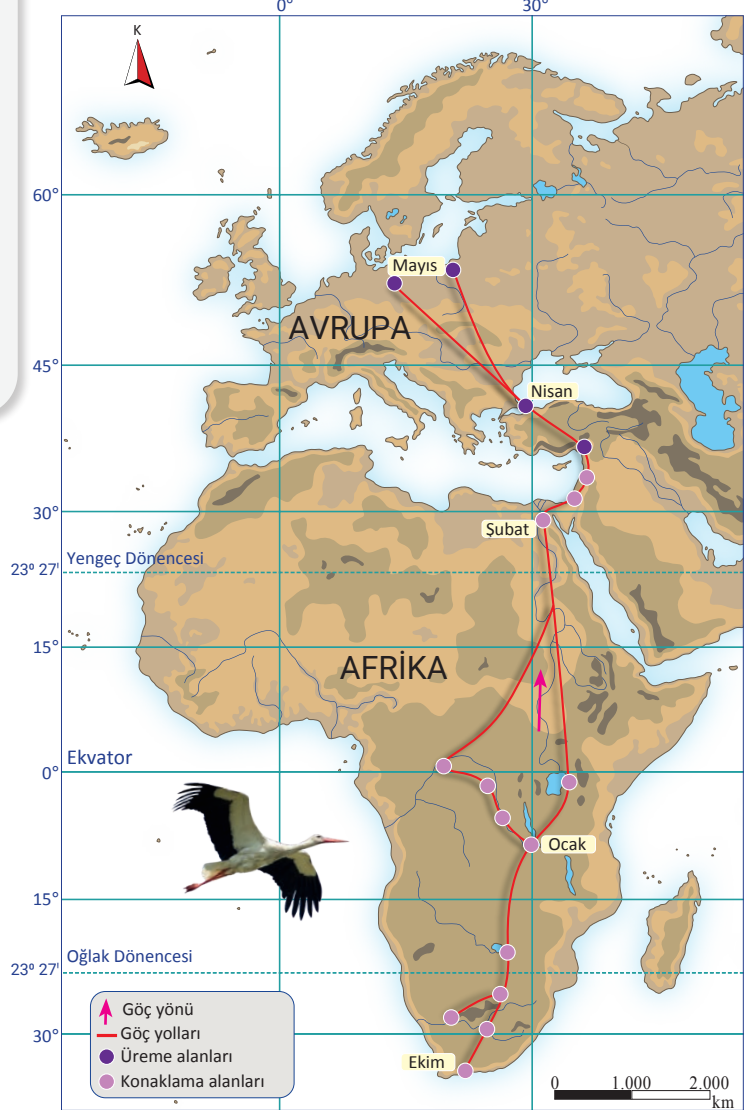 0° 30°
K
60°
Mayıs
AVRUPA
45°
Nisan
30°
Şubat
Yengeç Dönencesi
23° 27'
15°
AFRİKA
Ekvator
0°
Ocak
15°
Oğlak Dönencesi
23° 27'
Göç yönü
30°
Göç yolları
Üreme alanları
Ekim
Konaklama alanları
0 1.000 2.000
km